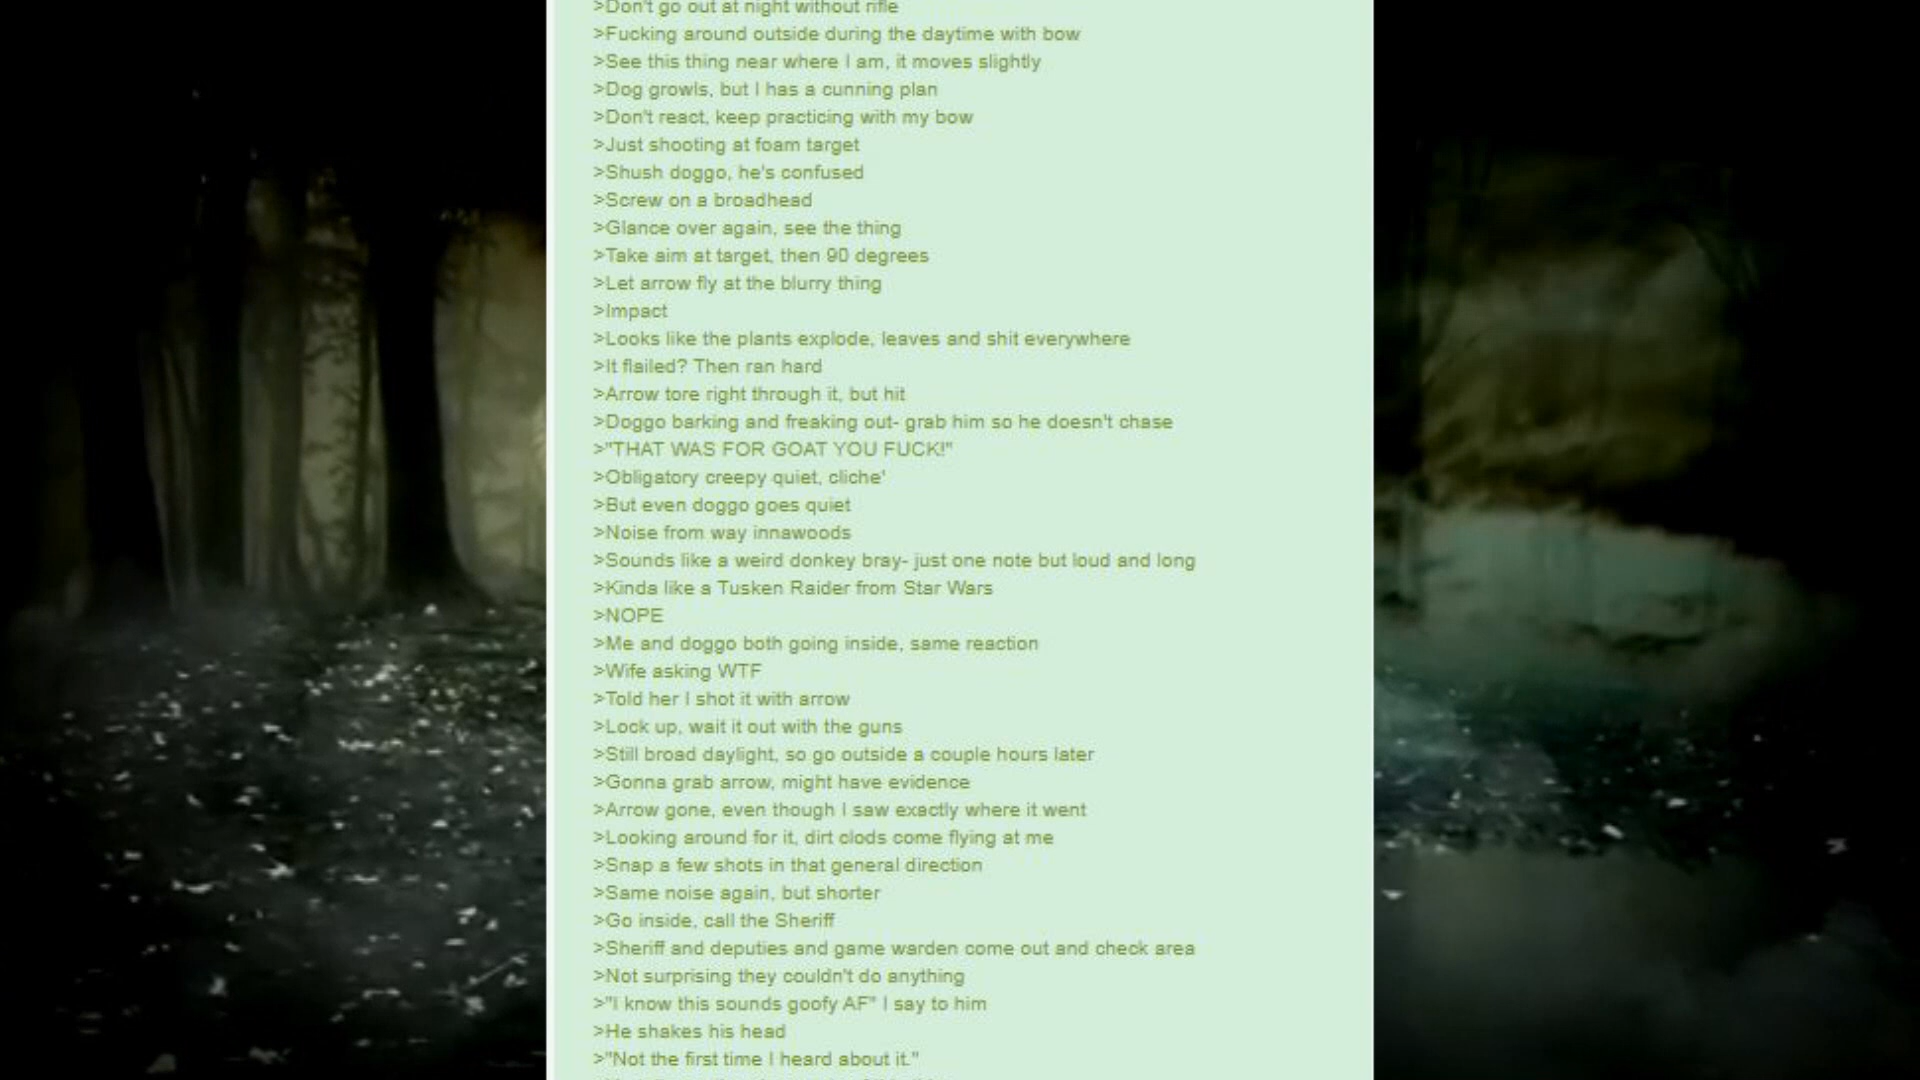 >Don't go out at night without rifle
>Fucking around outside during the daytime with bow
>See this thing near where I am, it moves slightly
>Dog growls, but I has a cunning plan
>Don't react, keep practicing with my bow
>Just shooting at foam target
>Shush doggo, he's confused
>Screw on a broadhead
>Glance over again, see the thing
>Take aim at target, then 90 degrees
>Let arrow fly at the blurry thing
>Impact
>Looks like the plants explode, leaves and shit everywhere
>It flailed? Then ran hard
>Arrow tore right through it, but hit
>Doggo barking and freaking out- grab him so he doesn't chase
>"THAT WAS FOR GOAT YOU FUCK!"
>Obligatory creepy quiet, cliche'
>But even doggo goes quiet
>Noise from way innawoods
>Sounds like a weird donkey bray- just one note but loud and long
>Kinda like a Tusken Raider from Star Wars
>NOPE
>Me and doggo both going inside, same reaction
>Wife asking WTF
>Told her I shot it with arrow
>Lock up, wait it out with the guns
>Still broad daylight, so go outside a couple hours later
>Gonna grab arrow, might have evidence
>Arrow gone, even though I saw exactly where it went
>Looking around for it, dirt clods come flying at me
>Snap a few shots in that general direction
>Same noise again, but shorter
>Go inside, call the Sheriff
>Sheriff and deputies and game warden come out and check area
>Not surprising they couldn't do anything
>"I know this sounds goofy AF" I say to him
>He shakes his head
>"Not the first time I heard about it."